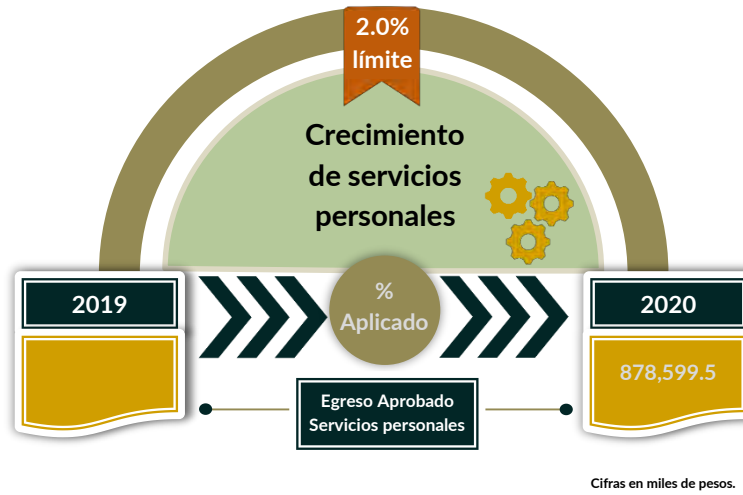 2.0%
límite
Crecimiento
de servicios
personales
2019
%
Aplicado
2020
878,599.5
Egreso Aprobado
Servicios personales
Cifras en miles de pesos.